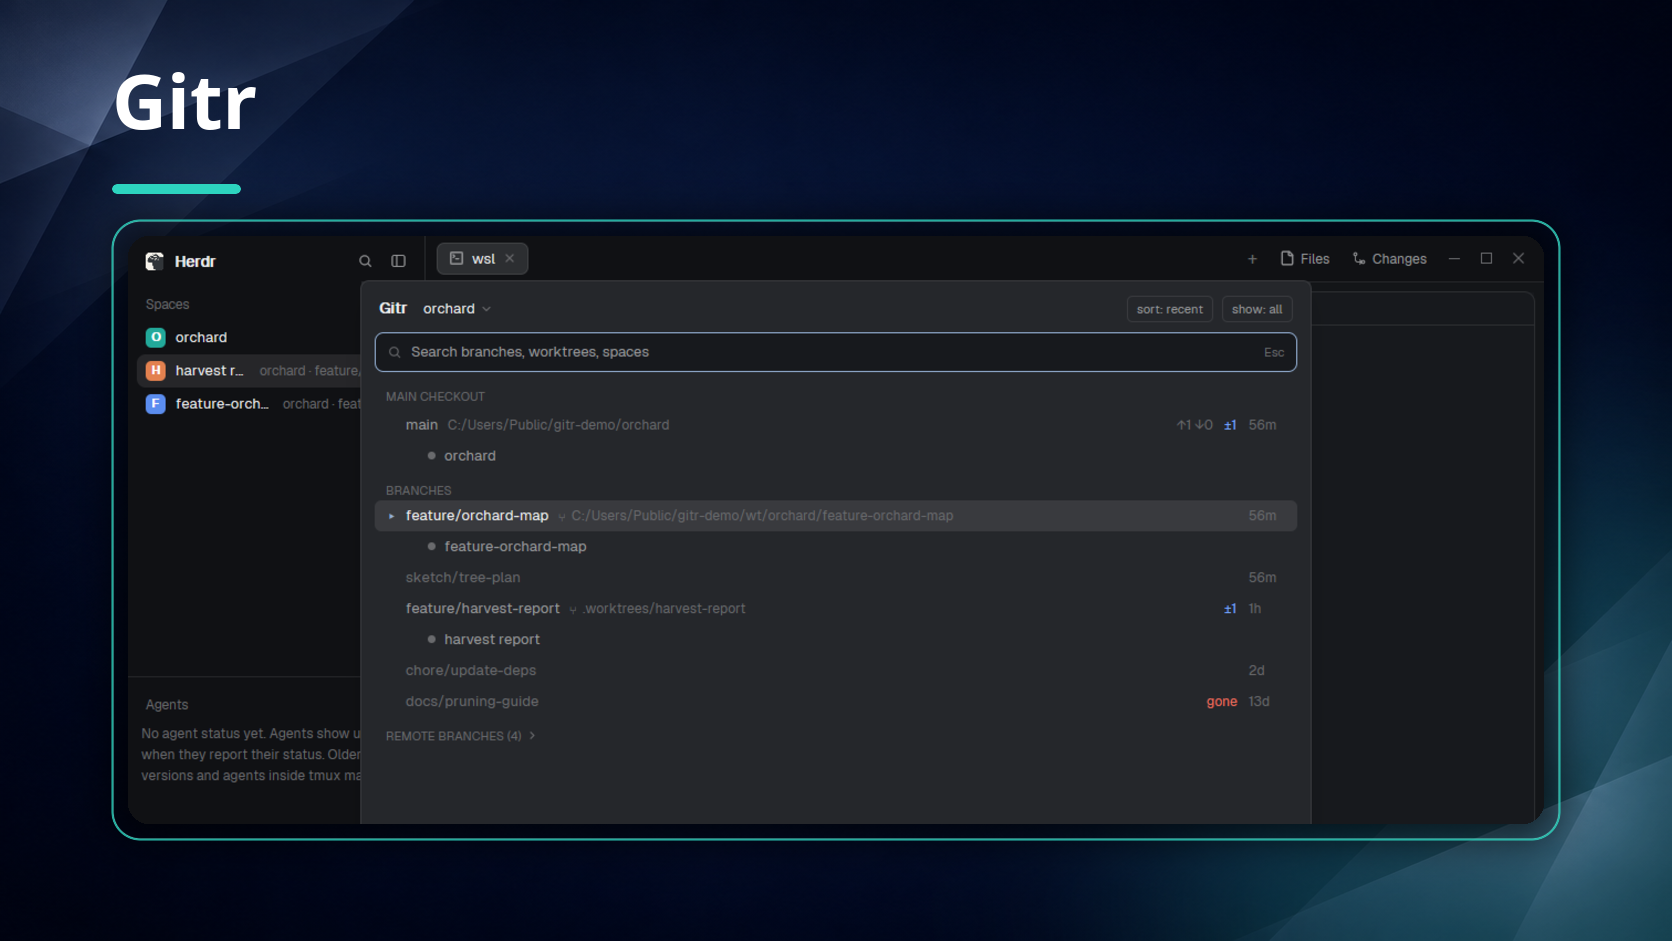 Gitr
Herdr
wsl
Files
Changes
Spaces
O orchard
H harvest r... orchard · feature/
F feature-orch... orchard · feat
Gitr orchard
sort: recent
show: all
Search branches, worktrees, spaces
Esc
MAIN CHECKOUT
main C:/Users/Public/gitr-demo/orchard ↑1 ↓0 ±1 56m
orchard
BRANCHES
feature/orchard-map C:/Users/Public/gitr-demo/wt/orchard/feature-orchard-map 56m
feature-orchard-map
sketch/tree-plan 56m
feature/harvest-report .worktrees/harvest-report ±1 1h
harvest report
chore/update-deps 2d
docs/pruning-guide gone 13d
REMOTE BRANCHES (4)
Agents
No agent status yet. Agents show u
when they report their status. Older
versions and agents inside tmux ma